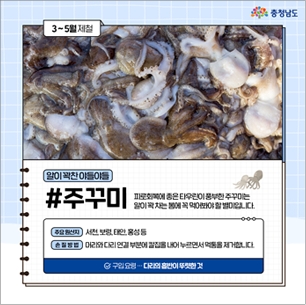 충청남도
3~5월 제철
알이 꽉찬 야들야들
#주꾸미
피로회복에 좋은 타우린이 풍부한 주꾸미는
알이 꽉 차는 봄에 꼭 먹어봐야 할 별미입니다.
주요 원산지 서천, 보령, 태안, 홍성 등
손질방법 머리와 다리 연결 부분에 칼집을 내어 누르면서 먹통을 제거합니다.
구입 요령 - 다리의 흡반이 뚜렷한 것